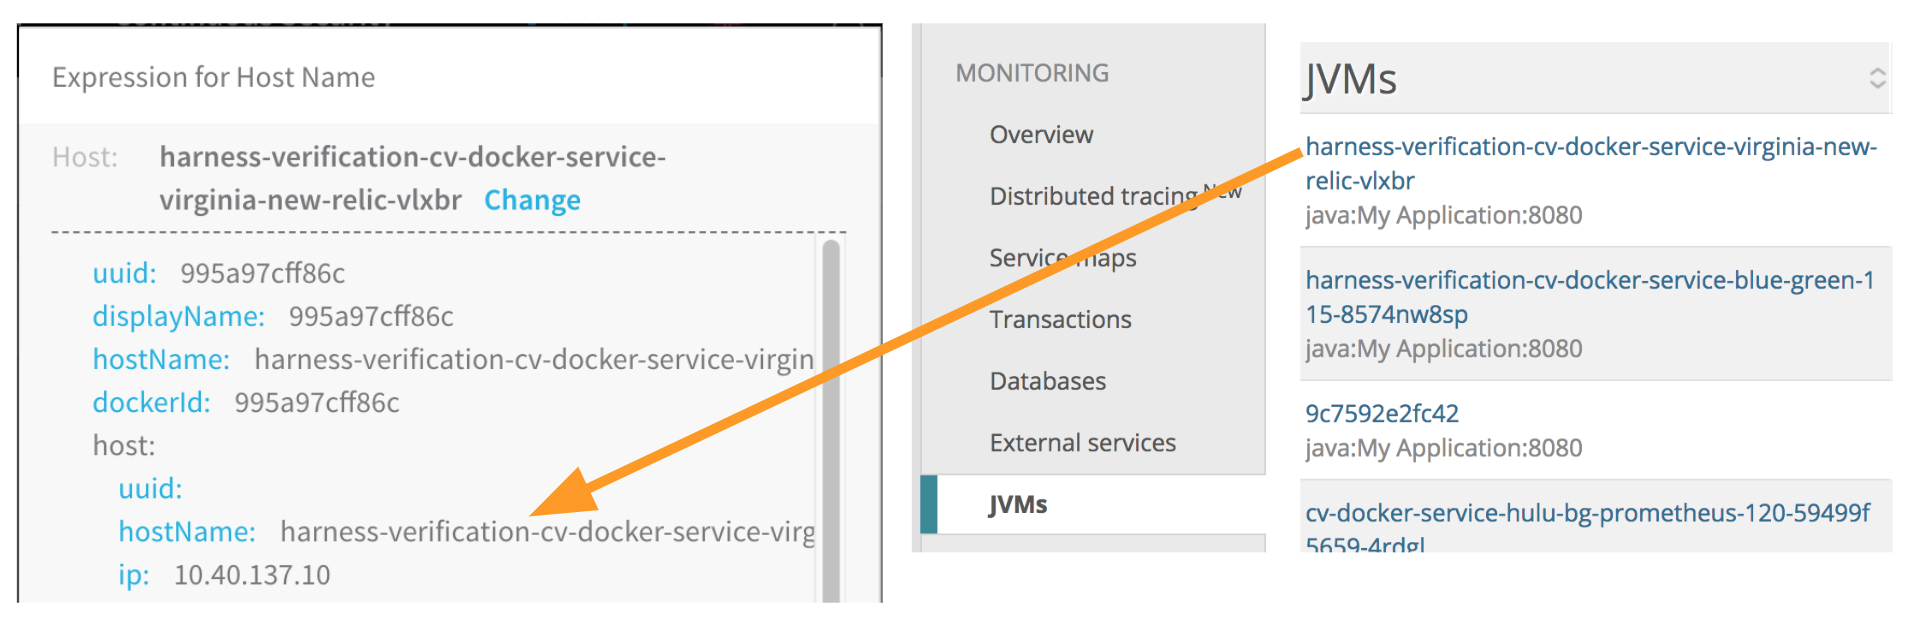 Expression for Host Name
Host: harness-verification-cv-docker-service-
virginia-new-relic-vlxbr Change
uuid: 995a97cff86c
displayName: 995a97cff86c
hostName: harness-verification-cv-docker-service-virgin
dockerId: 995a97cff86c
host:
uuid:
hostName: harness-verification-cv-docker-service-virg
ip: 10.40.137.10
MONITORING
Overview
Distributed tracing New
Service maps
Transactions
Databases
External services
JVMs
JVMs
harness-verification-cv-docker-service-virginia-new-
relic-vlxbr
java:My Application:8080
harness-verification-cv-docker-service-blue-green-1
15-8574nw8sp
java:My Application:8080
9c7592e2fc42
java:My Application:8080
cv-docker-service-hulu-bg-prometheus-120-59499f
5659-4rdgl